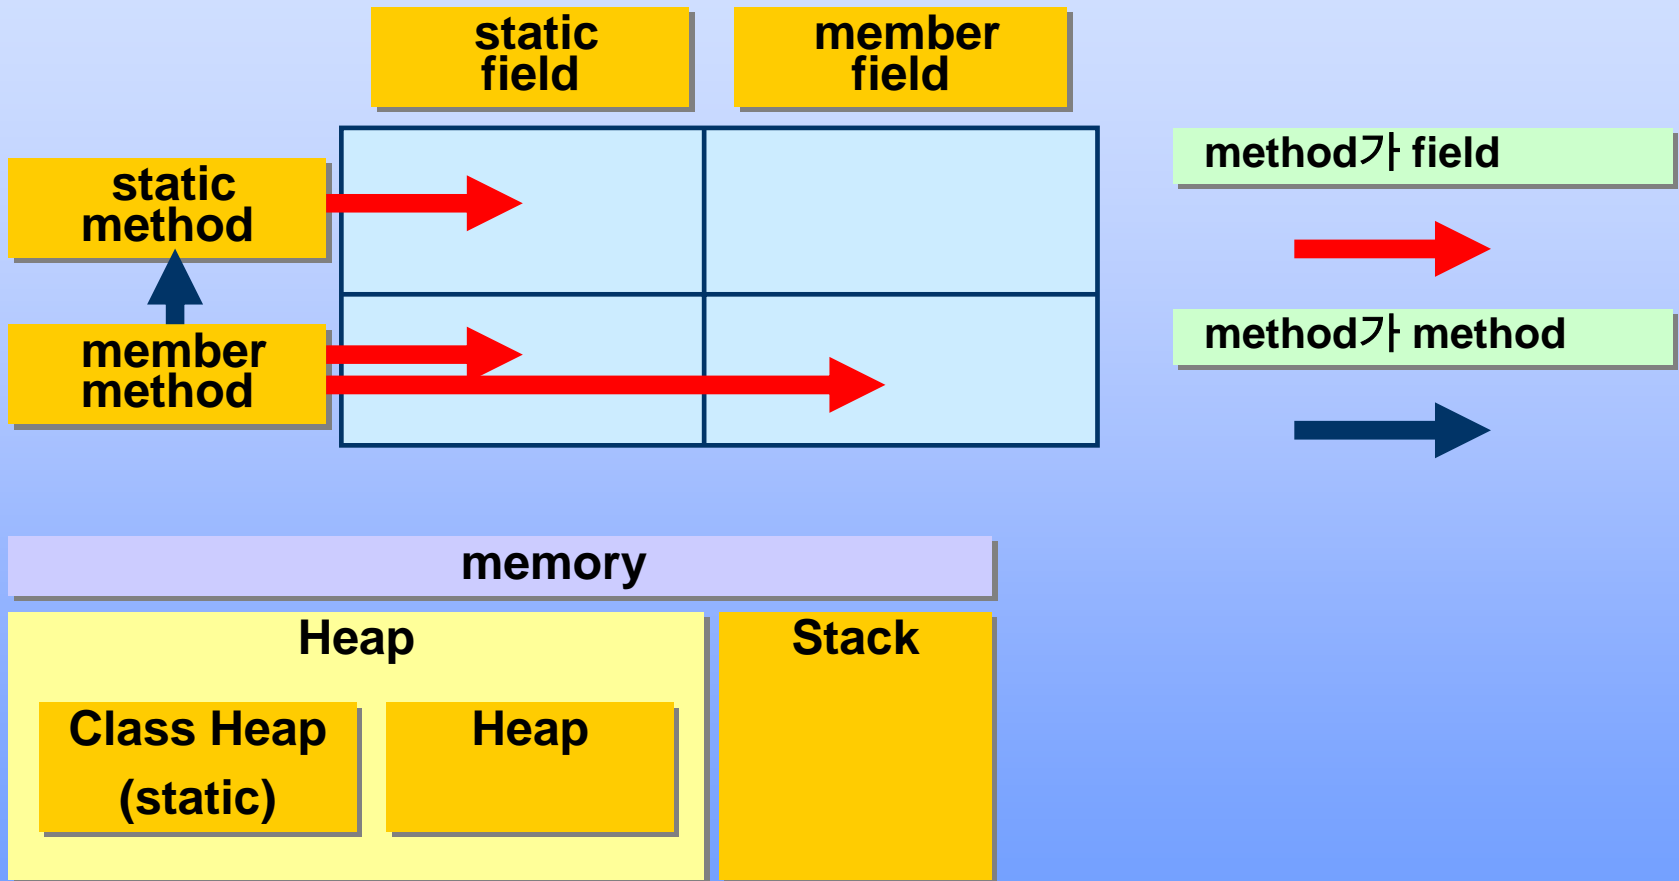 static
field
member
field
method가 field
static
method
method가 method
member
method
memory
Heap
Stack
Class Heap
(static)
Heap